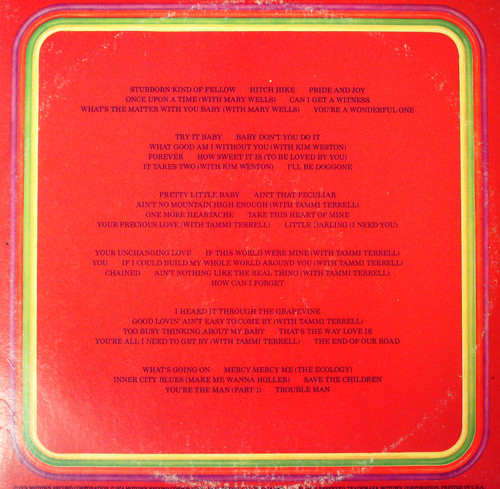 STUBBORN KIND OF FELLOW HITCH HIKE PRIDE AND JOY
ONCE UPON A TIME (WITH MARY WELLS) CAN I GET A WITNESS
WHAT'S THE MATTER WITH YOU BABY (WITH MARY WELLS) YOU'RE A WONDERFUL ONE
TRY IT BABY BABY DON'T YOU DO IT
WHAT GOOD AM I WITHOUT YOU (WITH KIM WESTON)
FOREVER HOW SWEET IT IS (TO BE LOVED BY YOU)
IT TAKES TWO (WITH KIM WESTON) I'LL BE DOGGONE
PRETTY LITTLE BABY AIN'T THAT PECULIAR
AIN'T NO MOUNTAIN HIGH ENOUGH (WITH TAMMI TERRELL)
ONE MORE HEARTACHE TAKE THIS HEART OF MINE
YOUR PRECIOUS LOVE (WITH TAMMI TERRELL) LITTLE DARLING (I NEED YOU)
YOUR UNCHANGING LOVE IF THIS WORLD WERE MINE (WITH TAMMI TERRELL)
YOU IF I COULD BUILD MY WHOLE WORLD AROUND YOU (WITH TAMMI TERRELL)
CHAINED AIN'T NOTHING LIKE THE REAL THING (WITH TAMMI TERRELL)
HOW CAN I FORGET
I HEARD IT THROUGH THE GRAPEVINE
GOOD LOVIN' AIN'T EASY TO COME BY (WITH TAMMI TERRELL)
TOO BUSY THINKING ABOUT MY BABY THAT'S THE WAY LOVE IS
YOU'RE ALL I NEED TO GET BY (WITH TAMMI TERRELL) THE END OF OUR ROAD
WHAT'S GOING ON MERCY MERCY ME (THE ECOLOGY)
INNER CITY BLUES (MAKE ME WANNA HOLLER) SAVE THE CHILDREN
YOU'RE THE MAN (PART 1) TROUBLE MAN
MOTOWN RECORD CORPORATION PRINTED IN U.S.A.